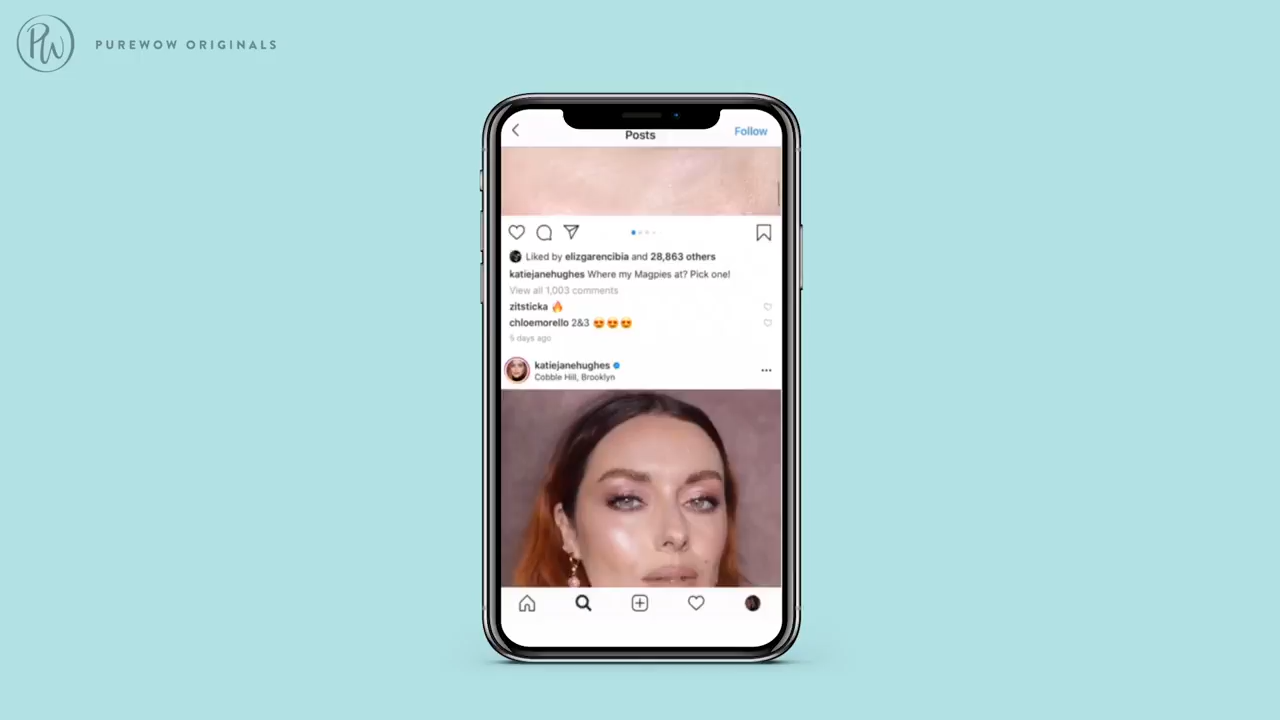 PW
PUREWOW ORIGINALS
Posts
Follow
Liked by elizgarencibia and 28,863 others
katiejanehughes Where my Magpies at? Pick one!
View all 1,003 comments
zitsticka 🔥
chloemorello 2&3 😍😍😍
5 days ago
katiejanehughes
Cobble Hill, Brooklyn